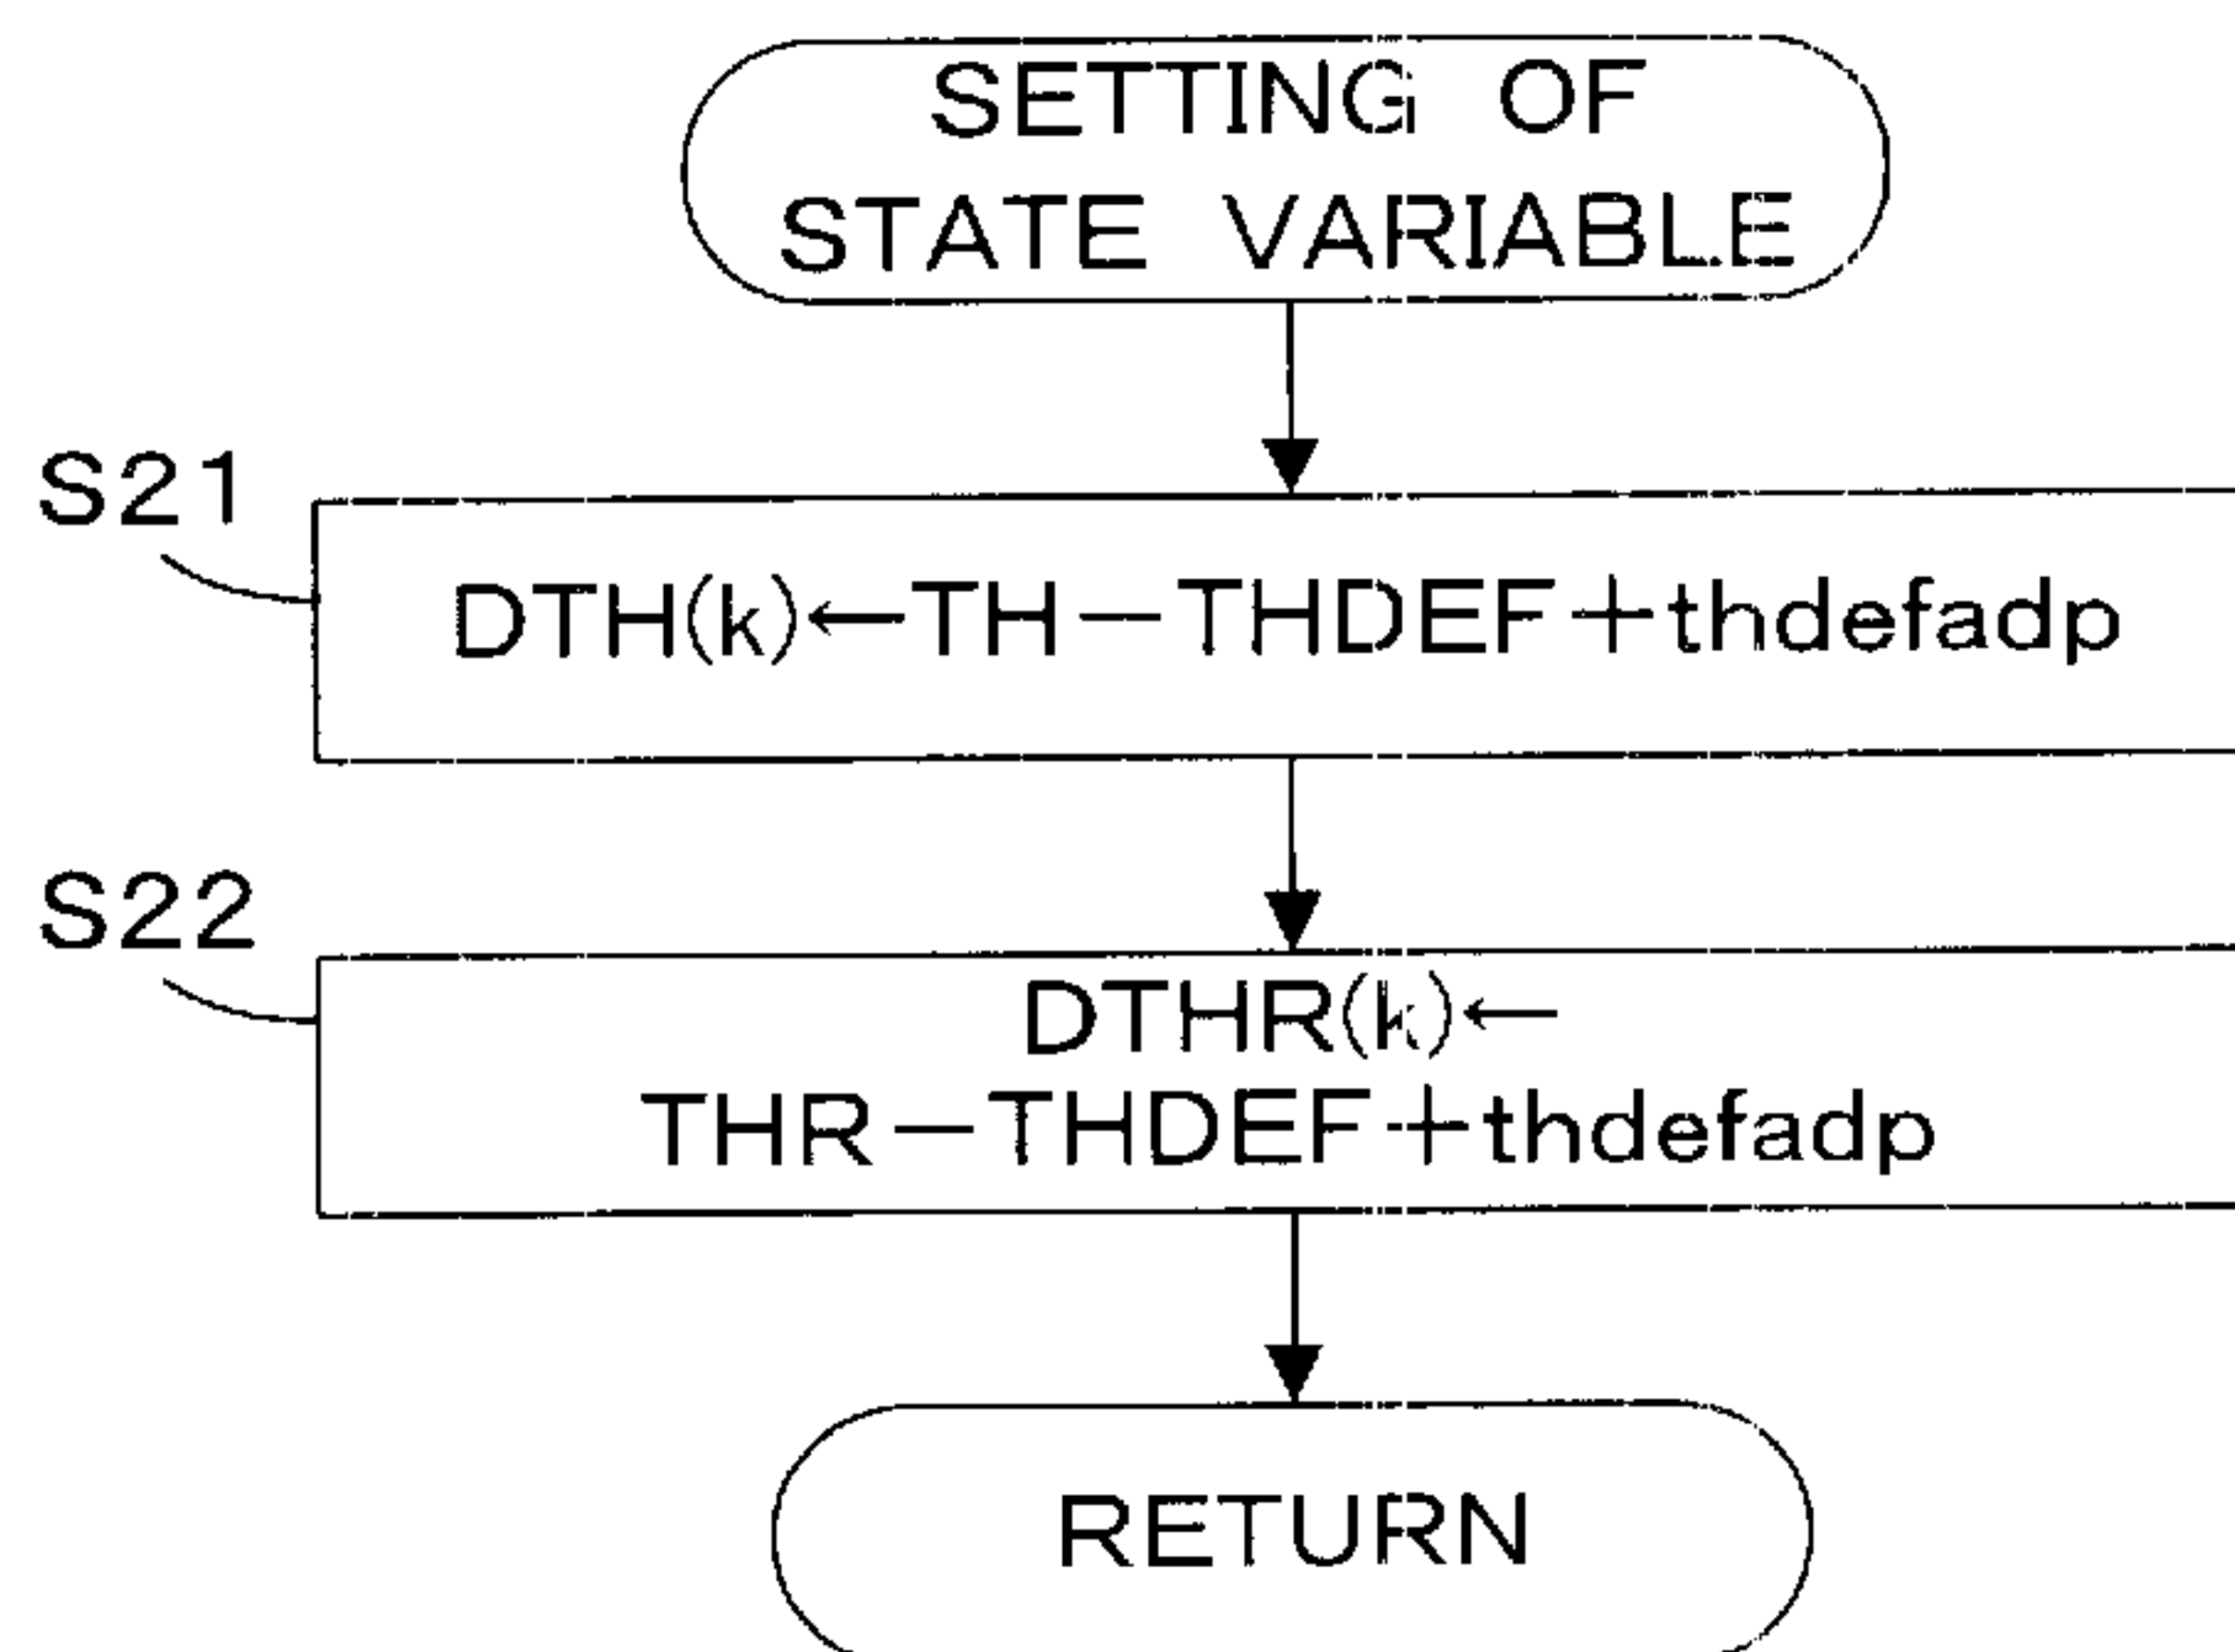 SETTING OF
STATE VARIABLE
S21
DTH(k)←TH−THDEF+thdefadp
S22
DTHR(k)←
THR−THDEF+thdefadp
RETURN